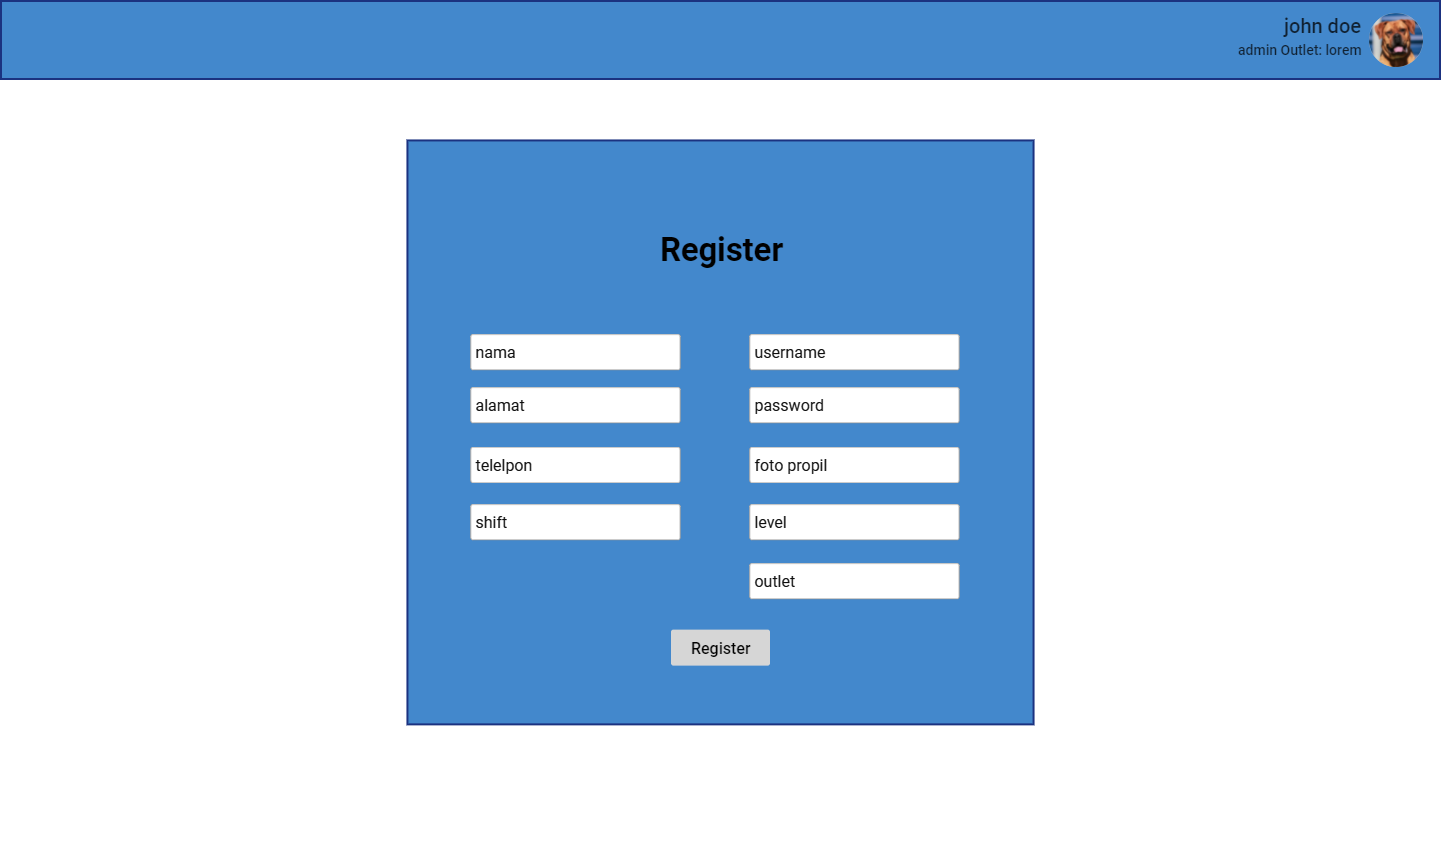 john doe
admin Outlet: lorem
Register
nama
username
alamat
password
telelpon
foto propil
shift
level
outlet
Register